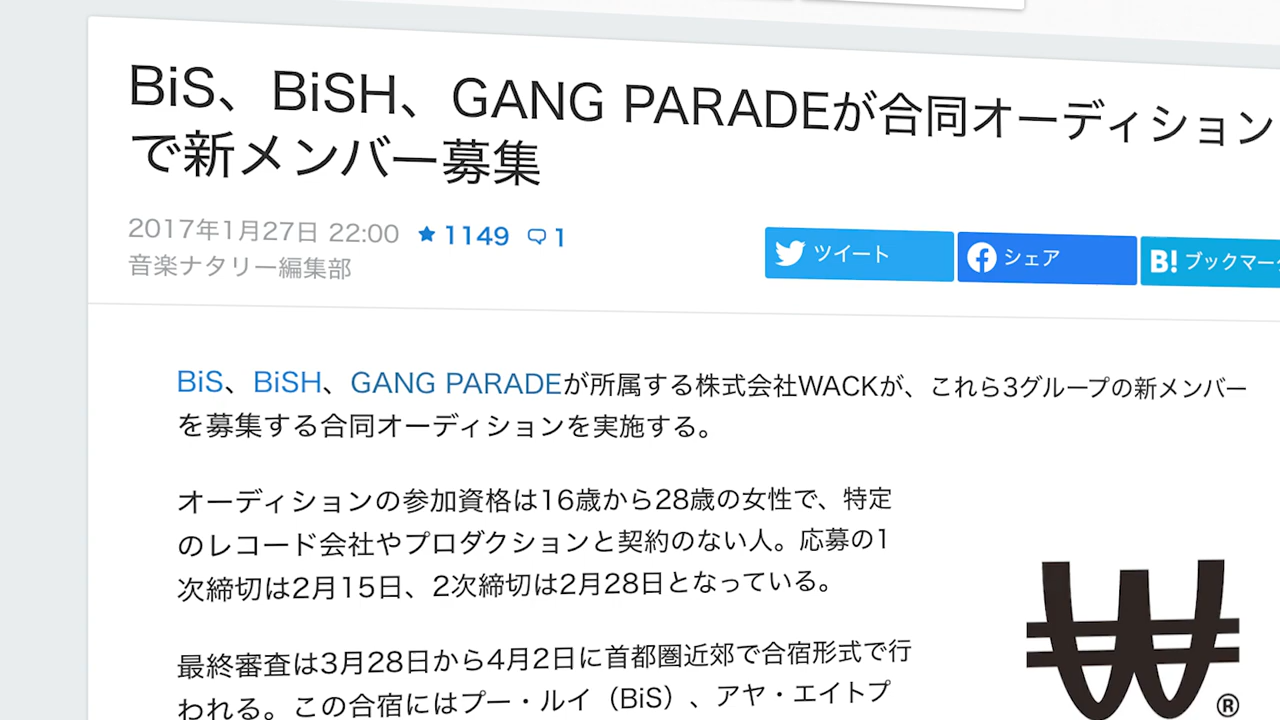 BiS、BiSH、GANG PARADEが合同オーディション
で新メンバー募集
2017年1月27日 22:00 ★ 1149 1
音楽ナタリー編集部
ツイート
シェア
B! ブックマーク
BiS、BiSH、GANG PARADEが所属する株式会社WACKが、これら3グループの新メンバー
を募集する合同オーディションを実施する。
オーディションの参加資格は16歳から28歳の女性で、特定
のレコード会社やプロダクションと契約のない人。応募の1
次締切は2月15日、2次締切は2月28日となっている。
最終審査は3月28日から4月2日に首都圏近郊で合宿形式で行
われる。この合宿にはプー・ルイ（BiS）、アヤ・エイトプ
W
®